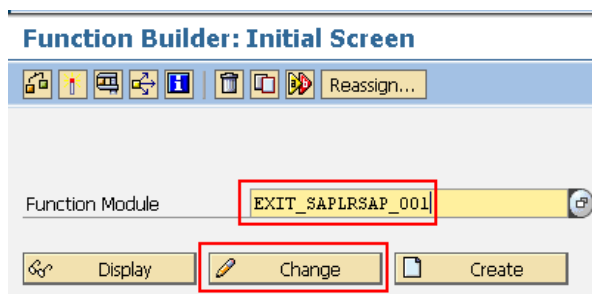 Function Builder: Initial Screen
Reassign...
Function Module EXIT_SAPLRSAP_001
Display Change Create